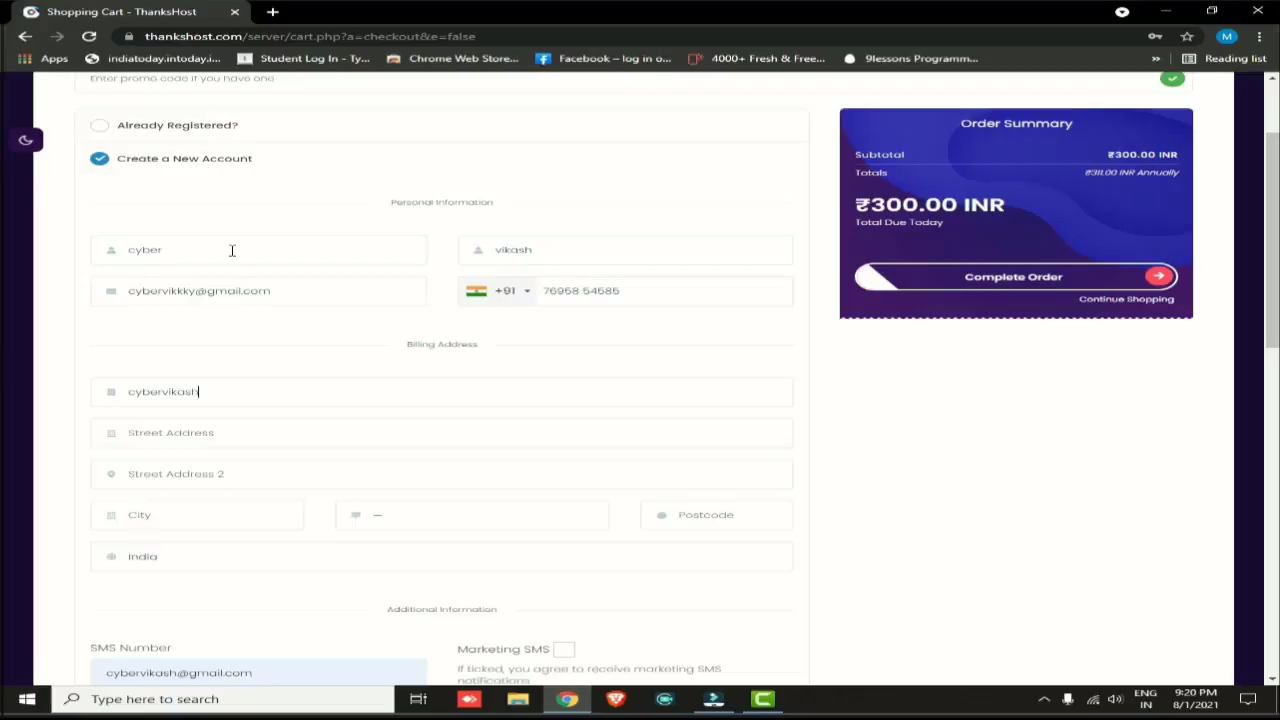 Shopping Cart - ThanksHost
thankshost.com/server/cart.php?a=checkout&e=false
Apps
indiatoday.intoday.i...
Student Log In - Ty...
Chrome Web Store...
Facebook – log in o...
4000+ Fresh & Free...
9lessons Programm...
»
Reading list
M
Enter promo code if you have one
Already Registered?
Create a New Account
Personal Information
cyber
vikash
cybervikkky@gmail.com
+91
76958 54585
Billing Address
cybervikash
Street Address
Street Address 2
City
—
Postcode
India
Additional Information
SMS Number
cybervikash@gmail.com
Marketing SMS
If ticked, you agree to receive marketing SMS
notifications
Order Summary
Subtotal
₹300.00 INR
Totals
₹311.00 INR Annually
₹300.00 INR
Total Due Today
Complete Order
Continue Shopping
Type here to search
ENG
IN
9:20 PM
8/1/2021